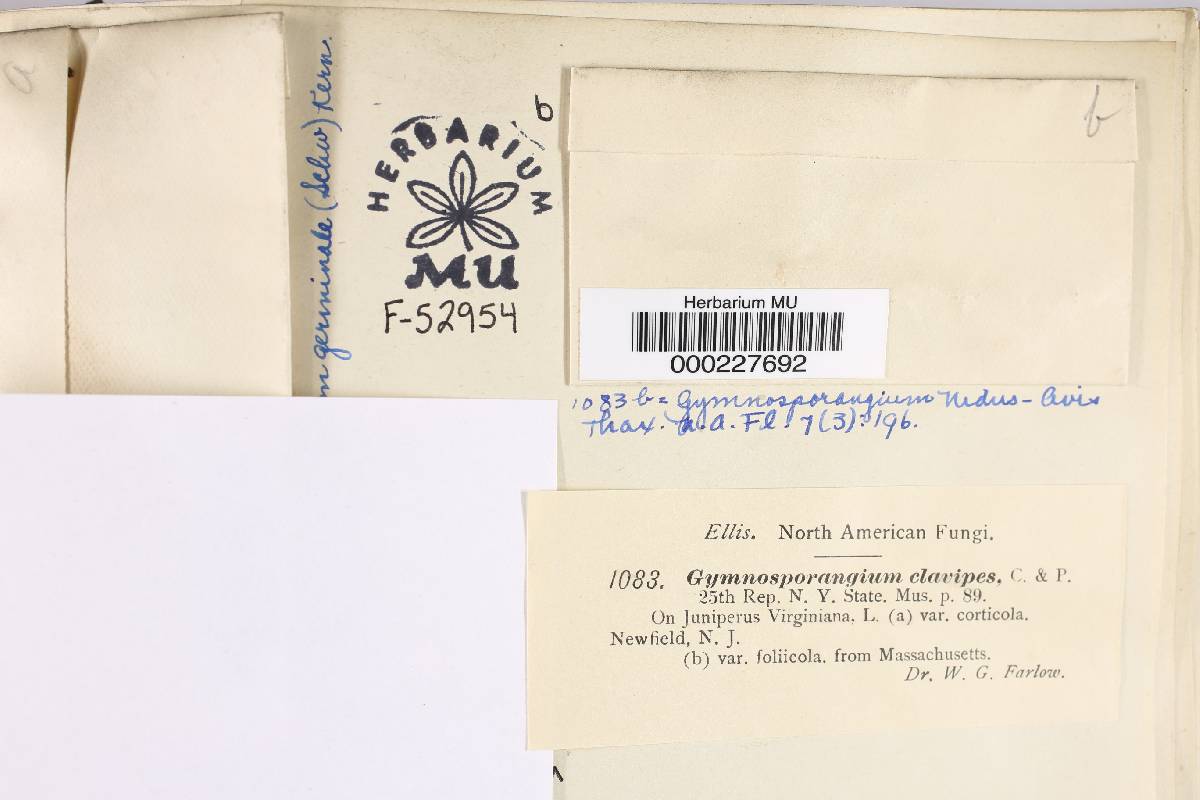 a
germinale (Schw) Kern.
b
HERBARIUM
MU
F-52954
b
Herbarium MU
000227692
1083 b = Gymnosporangium Nidus-Avis
Thax. N.A. Fl. 7(3): 196.
Ellis. North American Fungi.
1083. Gymnosporangium clavipes, C. & P.
25th Rep. N. Y. State. Mus. p. 89.
On Juniperus Virginiana, L. (a) var. corticola.
Newfield, N. J.
(b) var. foliicola. from Massachusetts.
Dr. W. G. Farlow.